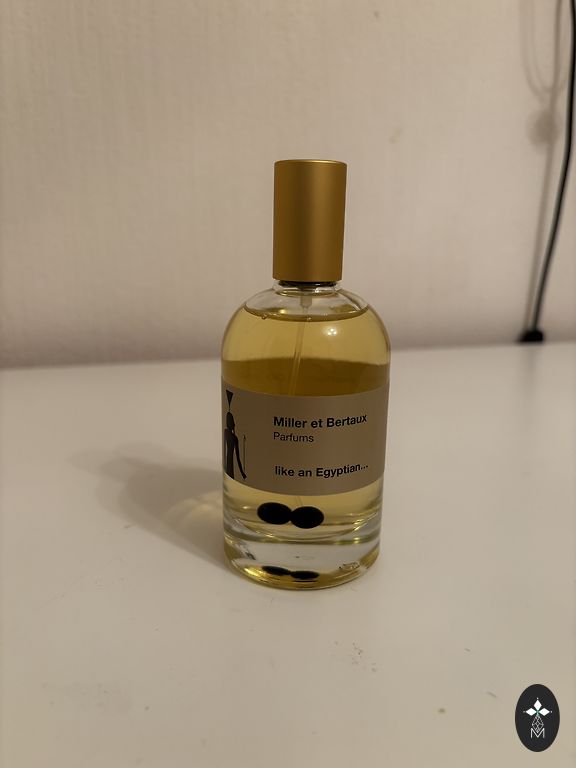 Miller et Bertaux
Parfums
like an Egyptian...
M